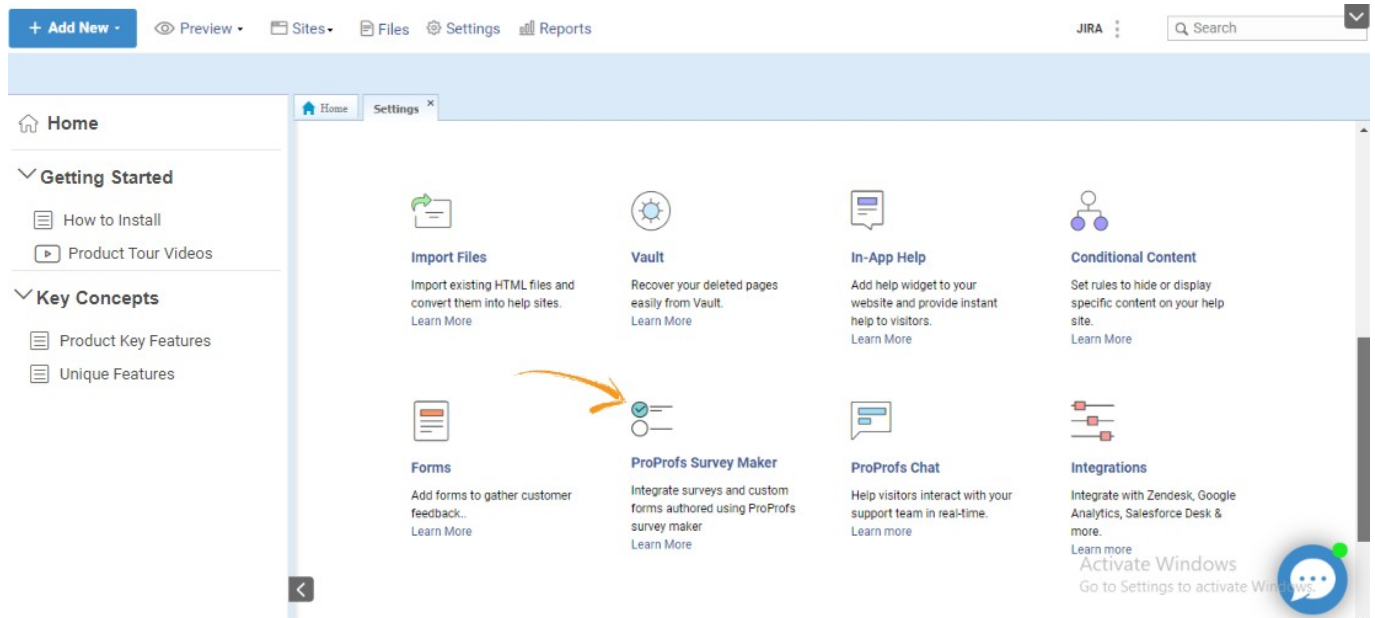 + Add New
Preview
Sites
Files
Settings
Reports
JIRA
Search
Home
Getting Started
How to Install
Product Tour Videos
Key Concepts
Product Key Features
Unique Features
Home
Settings ×
Import Files
Import existing HTML files and
convert them into help sites.
Learn More
Vault
Recover your deleted pages
easily from Vault.
Learn More
In-App Help
Add help widget to your
website and provide instant
help to visitors.
Learn More
Conditional Content
Set rules to hide or display
specific content on your help
site.
Learn More
Forms
Add forms to gather customer
feedback..
Learn More
ProProfs Survey Maker
Integrate surveys and custom
forms authored using ProProfs
survey maker
Learn More
ProProfs Chat
Help visitors interact with your
support team in real-time.
Learn more
Integrations
Integrate with Zendesk, Google
Analytics, Salesforce Desk &
more.
Learn more
Activate Windows
Go to Settings to activate Windows.